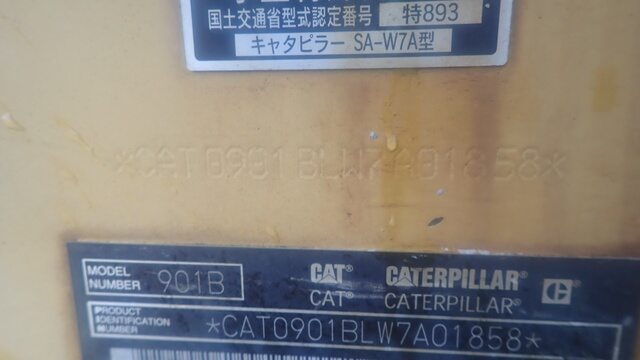 国土交通省型式認定番号 特893
キャタピラー SA-W7A型
*CAT0901BLW7A01858*
MODEL NUMBER 901B
CAT® CATERPILLAR®
CAT® CATERPILLAR®
PRODUCT IDENTIFICATION NUMBER *CAT0901BLW7A01858*